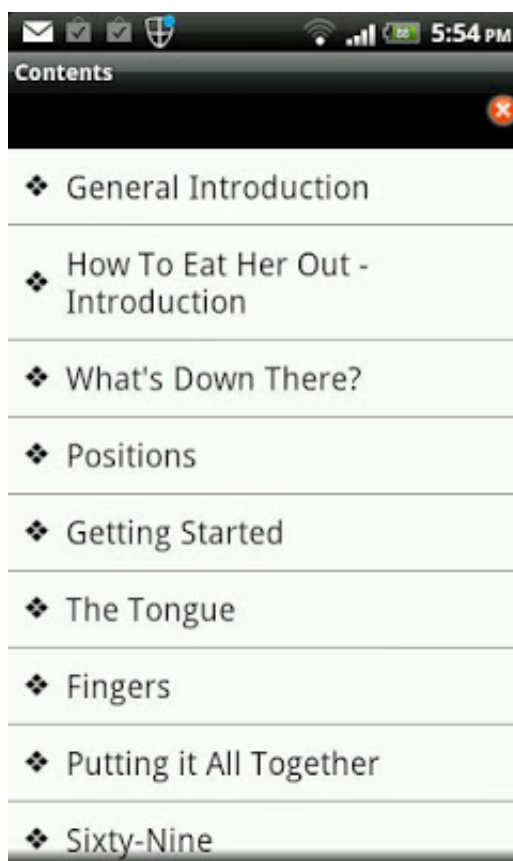 5:54 PM
Contents
General Introduction
How To Eat Her Out -
Introduction
What's Down There?
Positions
Getting Started
The Tongue
Fingers
Putting it All Together
Sixty-Nine